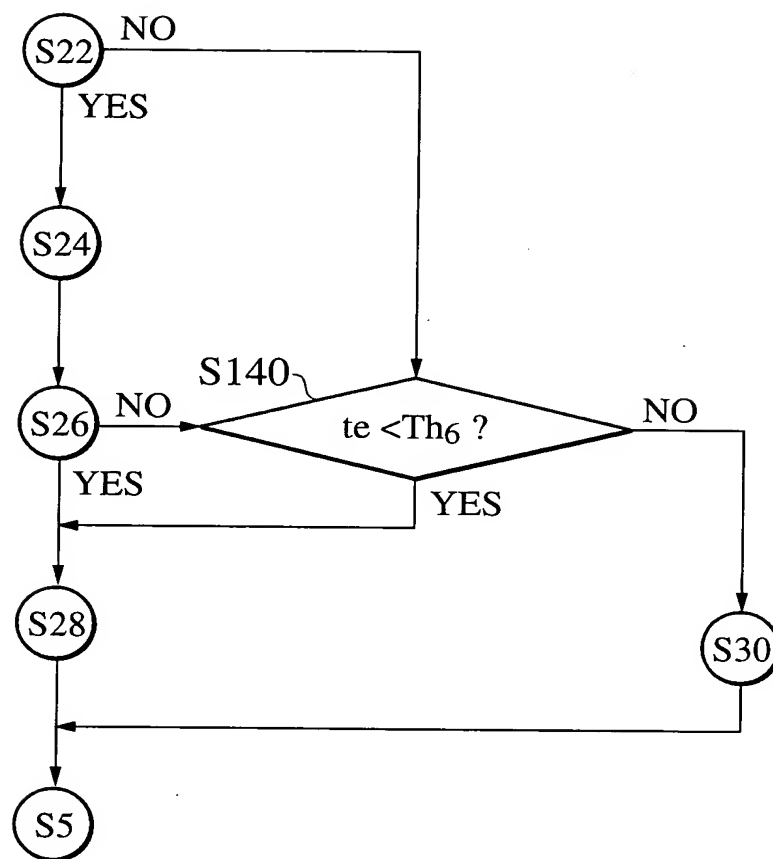 S22
NO
YES
S24
S140
S26
NO
te <Th6 ?
NO
YES
YES
S28
S30
S5